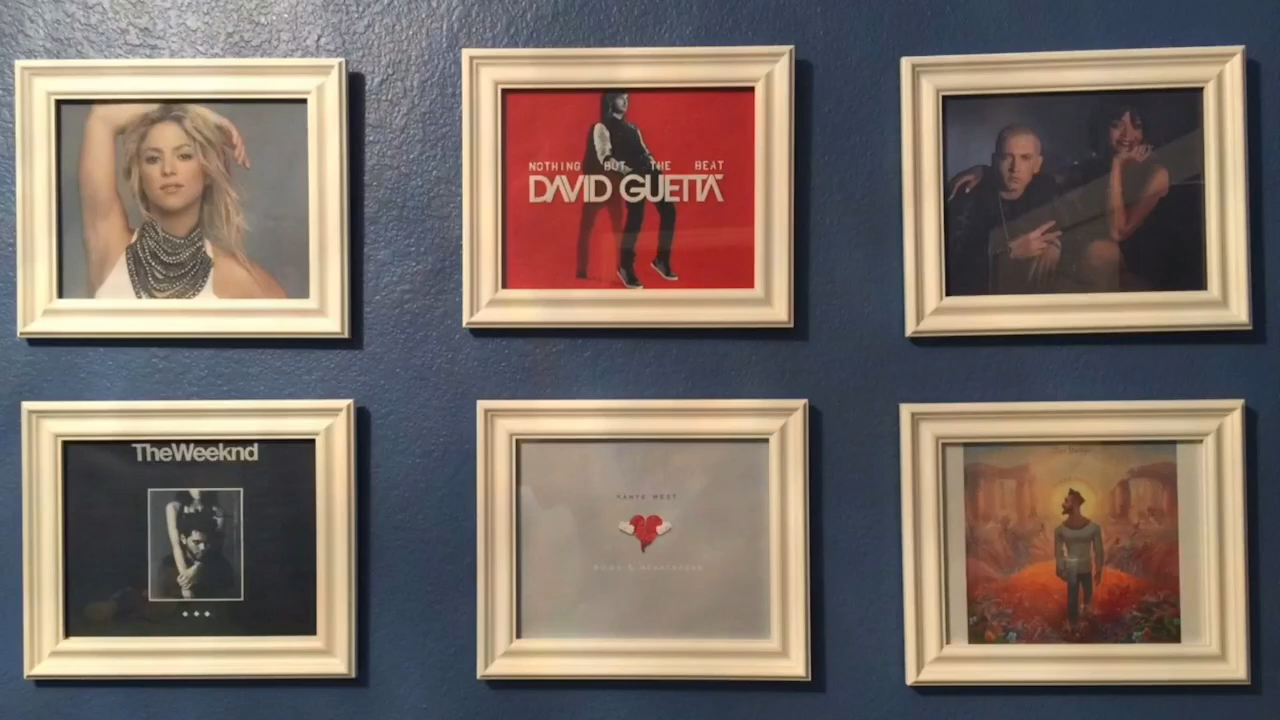 NOTHING BUT THE BEAT
DAVID GUETTA
TheWeeknd
KANYE WEST